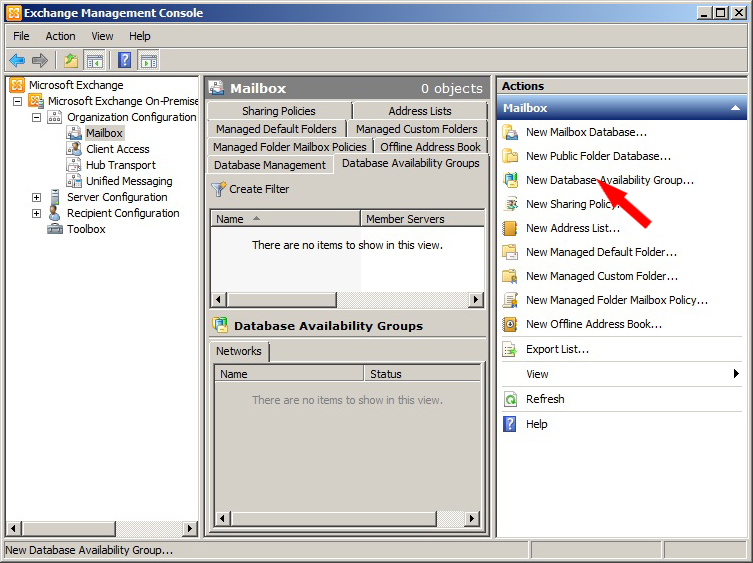 Exchange Management Console
File Action View Help
Microsoft Exchange
Microsoft Exchange On-Premise
Organization Configuration
Mailbox
Client Access
Hub Transport
Unified Messaging
Server Configuration
Recipient Configuration
Toolbox
Mailbox 0 objects
Sharing Policies Address Lists
Managed Default Folders Managed Custom Folders
Managed Folder Mailbox Policies Offline Address Book
Database Management Database Availability Groups
Create Filter
Name Member Servers
There are no items to show in this view.
Database Availability Groups
Networks
Name Status
There are no items to show in this view.
Actions
Mailbox
New Mailbox Database...
New Public Folder Database...
New Database Availability Group...
New Sharing Policy...
New Address List...
New Managed Default Folder...
New Managed Custom Folder...
New Managed Folder Mailbox Policy...
New Offline Address Book...
Export List...
View
Refresh
Help
New Database Availability Group...